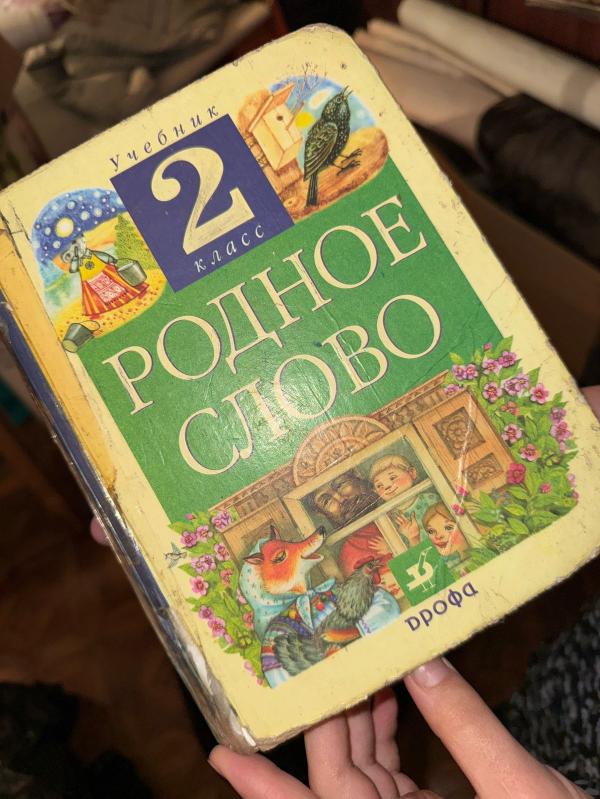 Учебник
2
класс
РОДНОЕ
СЛОВО
дрофа